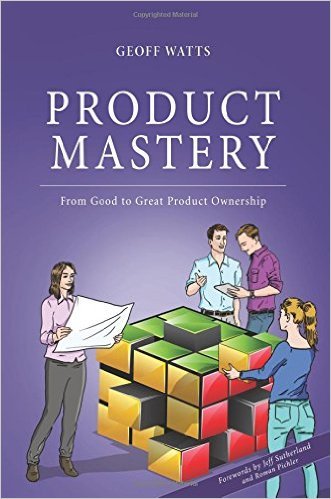 GEOFF WATTS
PRODUCT
MASTERY
From Good to Great Product Ownership
Forewords by Jeff Sutherland
and Roman Pichler